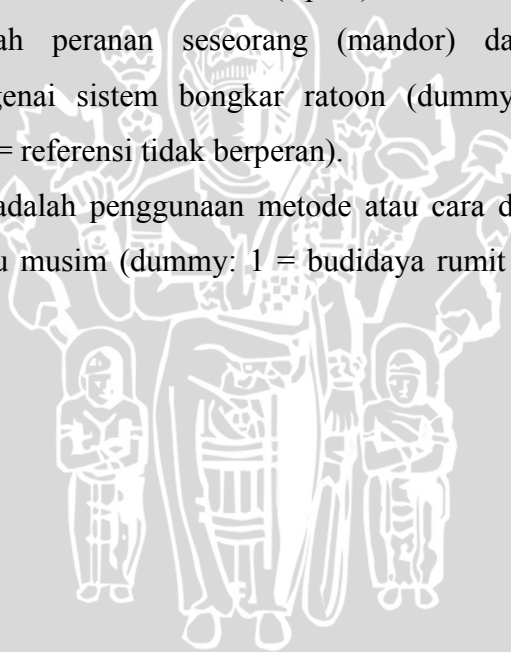 ah peranan seseorang (mandor) da
genai sistem bongkar ratoon (dummy
= referensi tidak berperan).
adalah penggunaan metode atau cara d
u musim (dummy: 1 = budidaya rumit